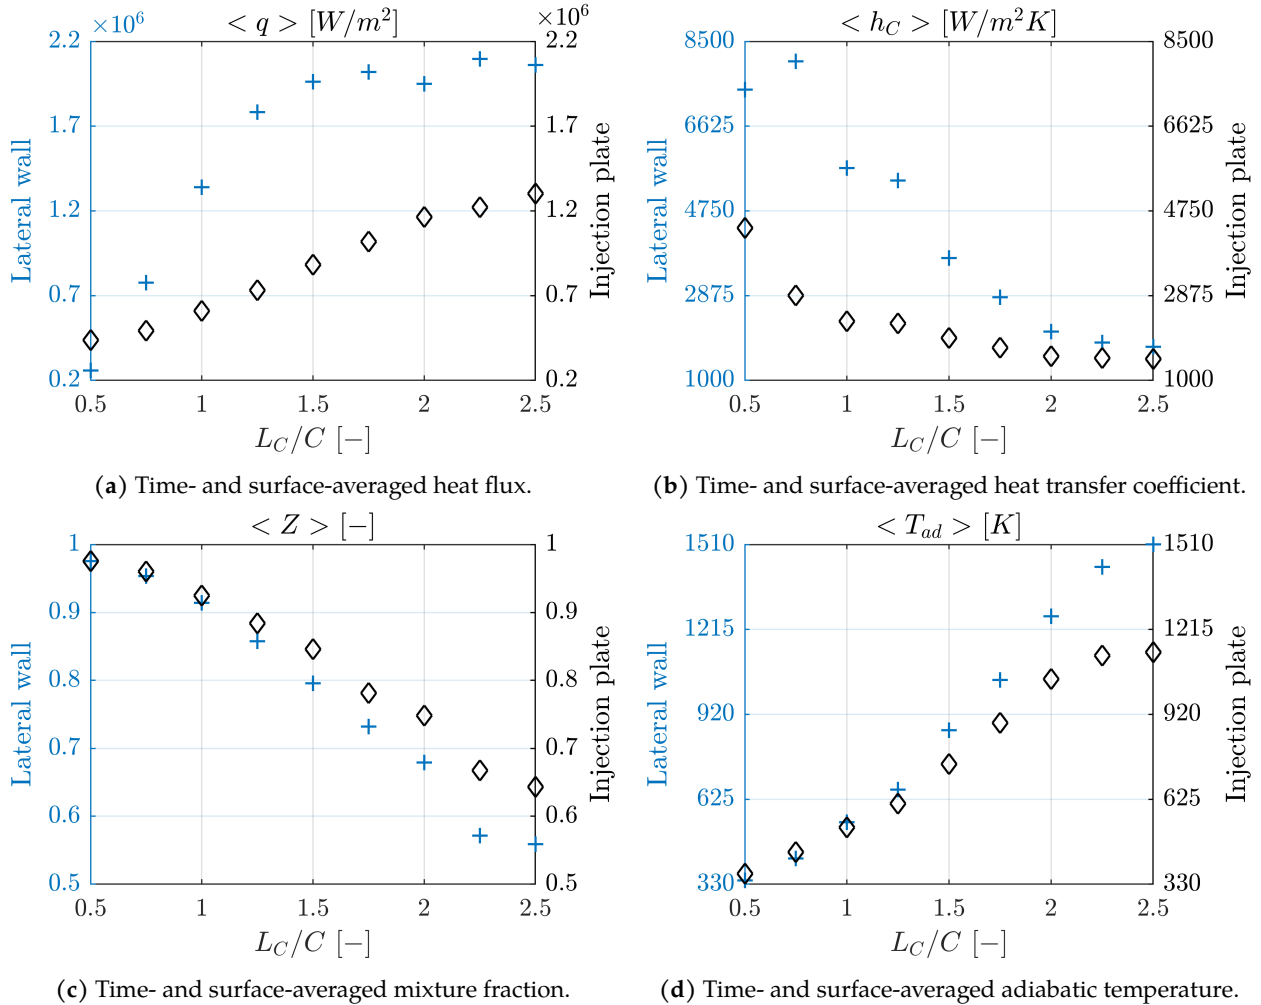 ×10⁶
< q > [W/m²]
×10⁶
2.2
1.7
1.2
0.7
0.2
Lateral wall
2.2
1.7
1.2
0.7
0.2
Injection plate
0.5 1 1.5 2 2.5
L_C/C [−]
(a) Time- and surface-averaged heat flux.
< h_C > [W/m²K]
8500
6625
4750
2875
1000
Lateral wall
8500
6625
4750
2875
1000
Injection plate
0.5 1 1.5 2 2.5
L_C/C [−]
(b) Time- and surface-averaged heat transfer coefficient.
< Z > [−]
1
0.9
0.8
0.7
0.6
0.5
Lateral wall
1
0.9
0.8
0.7
0.6
0.5
Injection plate
0.5 1 1.5 2 2.5
L_C/C [−]
(c) Time- and surface-averaged mixture fraction.
< T_ad > [K]
1510
1215
920
625
330
Lateral wall
1510
1215
920
625
330
Injection plate
0.5 1 1.5 2 2.5
L_C/C [−]
(d) Time- and surface-averaged adiabatic temperature.